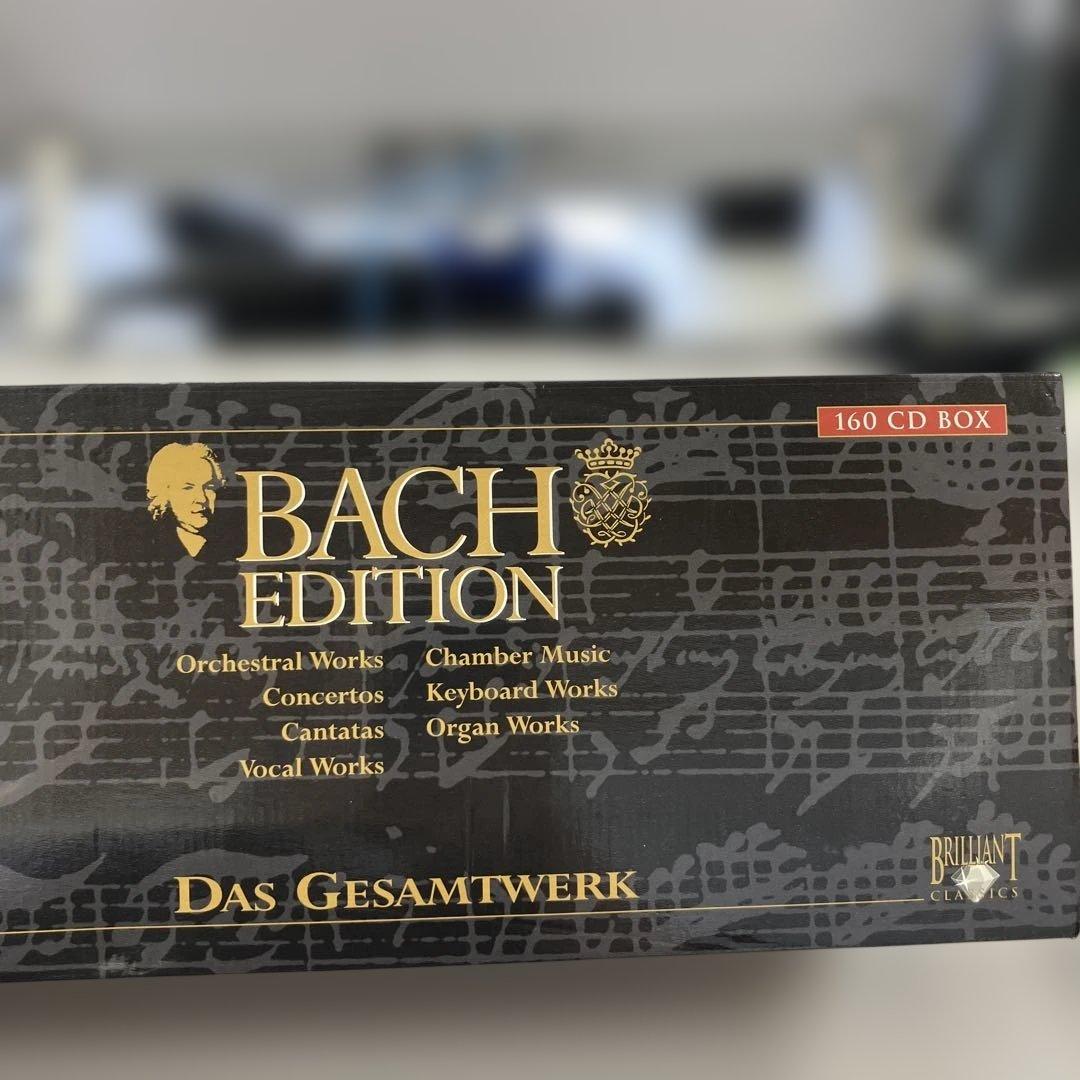 160 CD BOX
BACH
EDITION
Orchestral Works
Concertos
Cantatas
Vocal Works
Chamber Music
Keyboard Works
Organ Works
DAS GESAMTWERK
BRILLIANT
CLASSICS